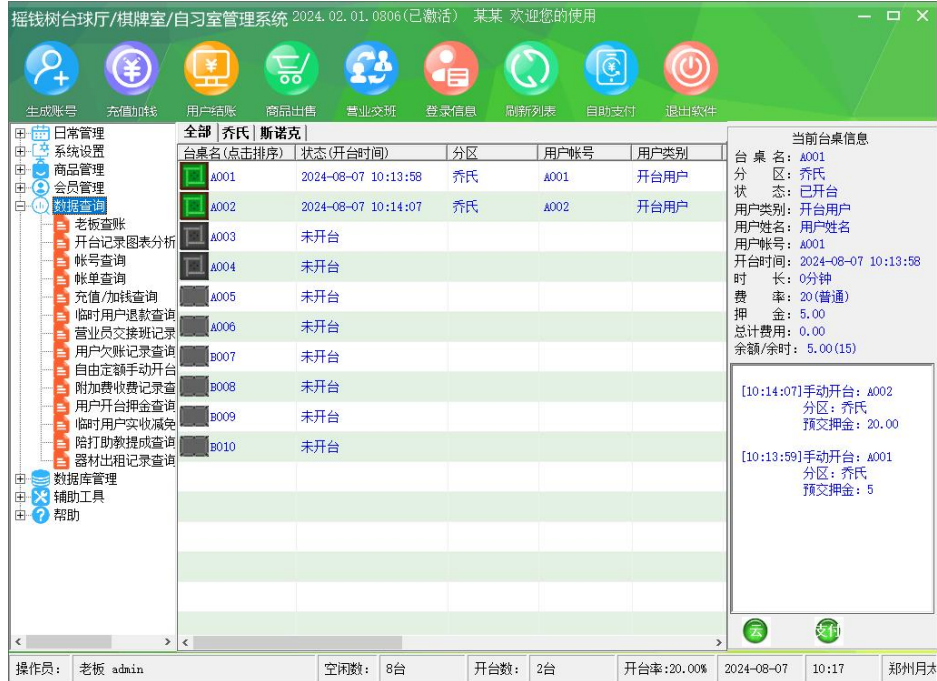 摇钱树台球厅/棋牌室/自习室管理系统 2024.02.01.0806(已激活) 某某 欢迎您的使用
生成账号 充值加钱 用户结账 商品出售 营业交班 登录信息 刷新列表 自助支付 退出软件
日常管理
系统设置
商品管理
会员管理
数据查询
老板查账
开台记录图表分析
帐号查询
帐单查询
充值/加钱查询
临时用户退款查询
营业员交接班记录
用户欠账记录查询
自由定额手动开台
附加费收费记录查
用户开台押金查询
临时用户实收减免
陪打助教提成查询
器材出租记录查询
数据库管理
辅助工具
帮助
全部 乔氏 斯诺克
台桌名(点击排序) 状态(开台时间) 分区 用户帐号 用户类别
A001 2024-08-07 10:13:58 乔氏 A001 开台用户
A002 2024-08-07 10:14:07 乔氏 A002 开台用户
A003 未开台
A004 未开台
A005 未开台
A006 未开台
B007 未开台
B008 未开台
B009 未开台
B010 未开台
当前台桌信息
台 桌 名: A001
分 区: 乔氏
状 态: 已开台
用户类别: 开台用户
用户姓名: 用户姓名
用户帐号: A001
开台时间: 2024-08-07 10:13:58
时 长: 0分钟
费 率: 20(普通)
押 金: 5.00
总计费用: 0.00
余额/余时: 5.00(15)
[10:14:07]手动开台: A002
分区: 乔氏
预交押金: 20.00
[10:13:59]手动开台: A001
分区: 乔氏
预交押金: 5
云 支付
操作员: 老板 admin 空闲数: 8台 开台数: 2台 开台率:20.00% 2024-08-07 10:17 郑州月太